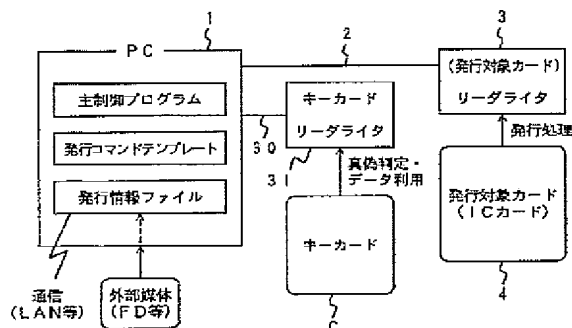 1
PC
主制御プログラム
発行コマンドテンプレート
発行情報ファイル
通信
(LAN等)
外部媒体
(FD等)
2
30
キーカード
リーダライタ
31
真偽判定・
データ利用
キーカード
C
3
(発行対象カード)
リーダライタ
発行処理
発行対象カード
(ICカード)
4